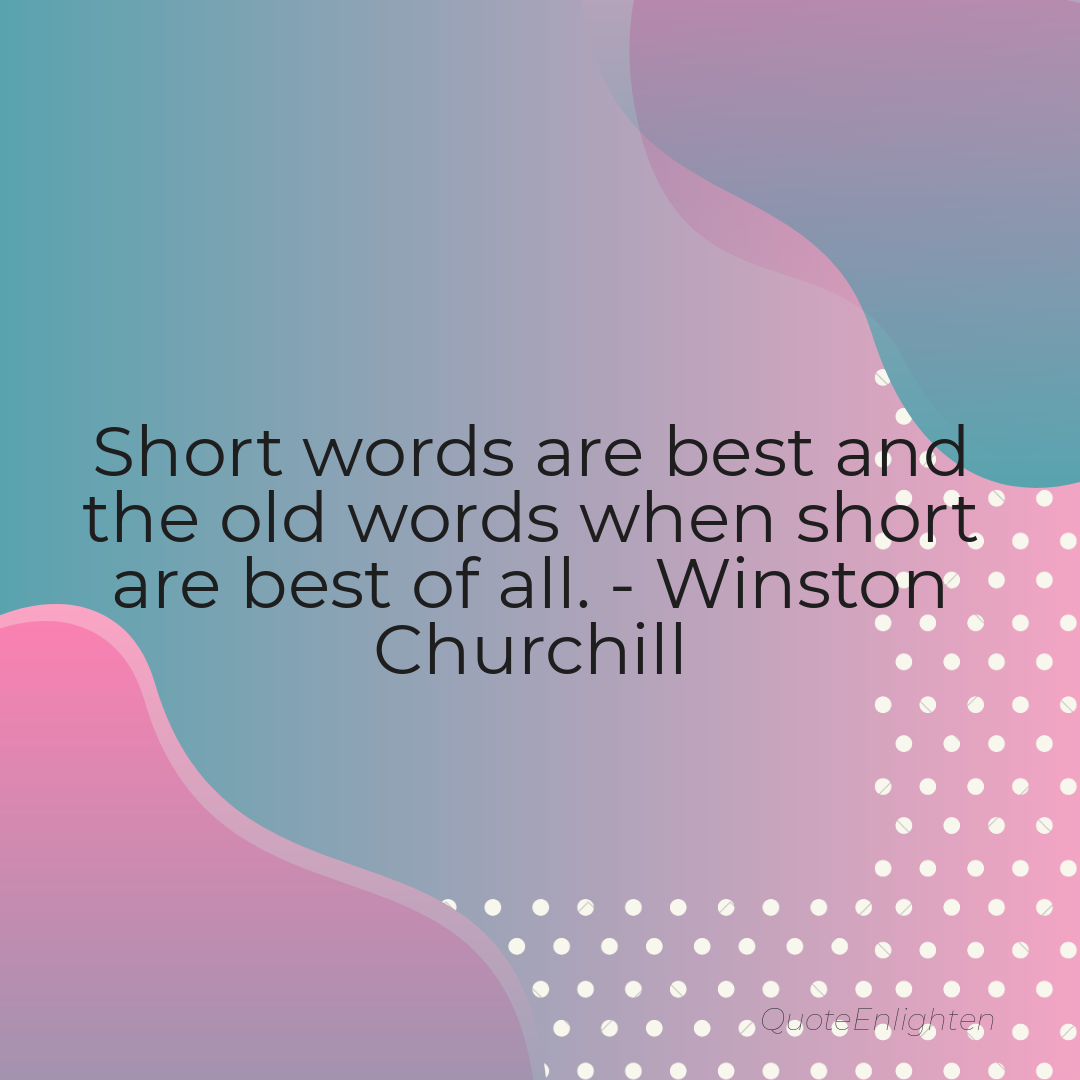 Short words are best and
the old words when short
are best of all. - Winston
Churchill
QuoteEnlighten